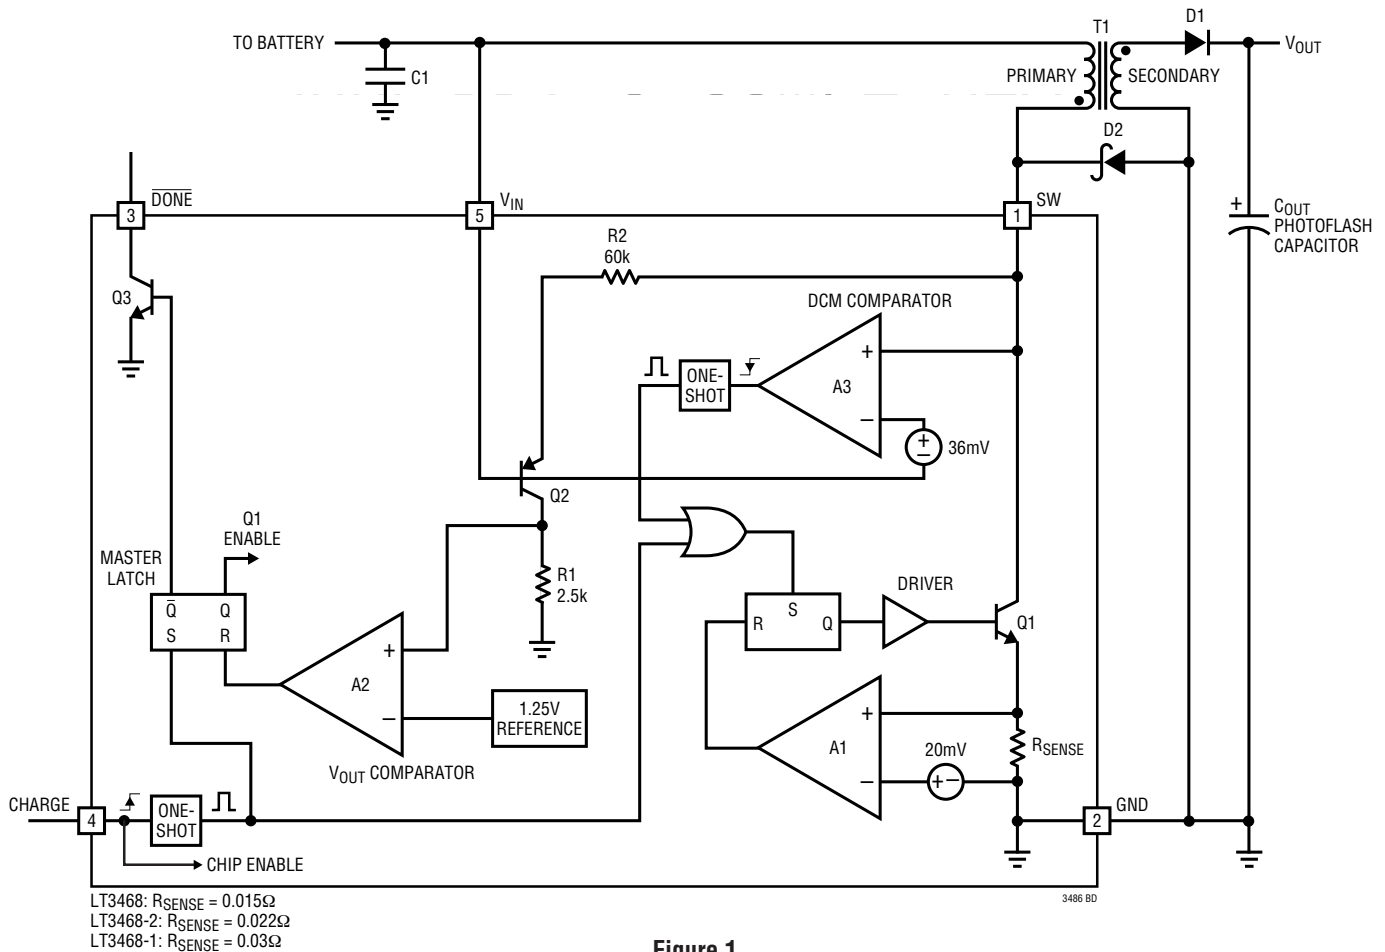 TO BATTERY
C1
T1
D1
VOUT
PRIMARY
SECONDARY
D2
DONE
3
VIN
5
SW
1
+
COUT
PHOTOFLASH
CAPACITOR
R2
60k
Q3
DCM COMPARATOR
ONE-
SHOT
+
A3
−
+
−
36mV
Q2
Q1
ENABLE
MASTER
LATCH
R1
2.5k
DRIVER
Q̅ Q
S R
S
R Q
Q1
+
A2
−
1.25V
REFERENCE
VOUT COMPARATOR
+
A1
−
20mV
+−
RSENSE
CHARGE
4
ONE-
SHOT
GND
2
CHIP ENABLE
LT3468: RSENSE = 0.015Ω
LT3468-2: RSENSE = 0.022Ω
LT3468-1: RSENSE = 0.03Ω
3486 BD
Figure 1